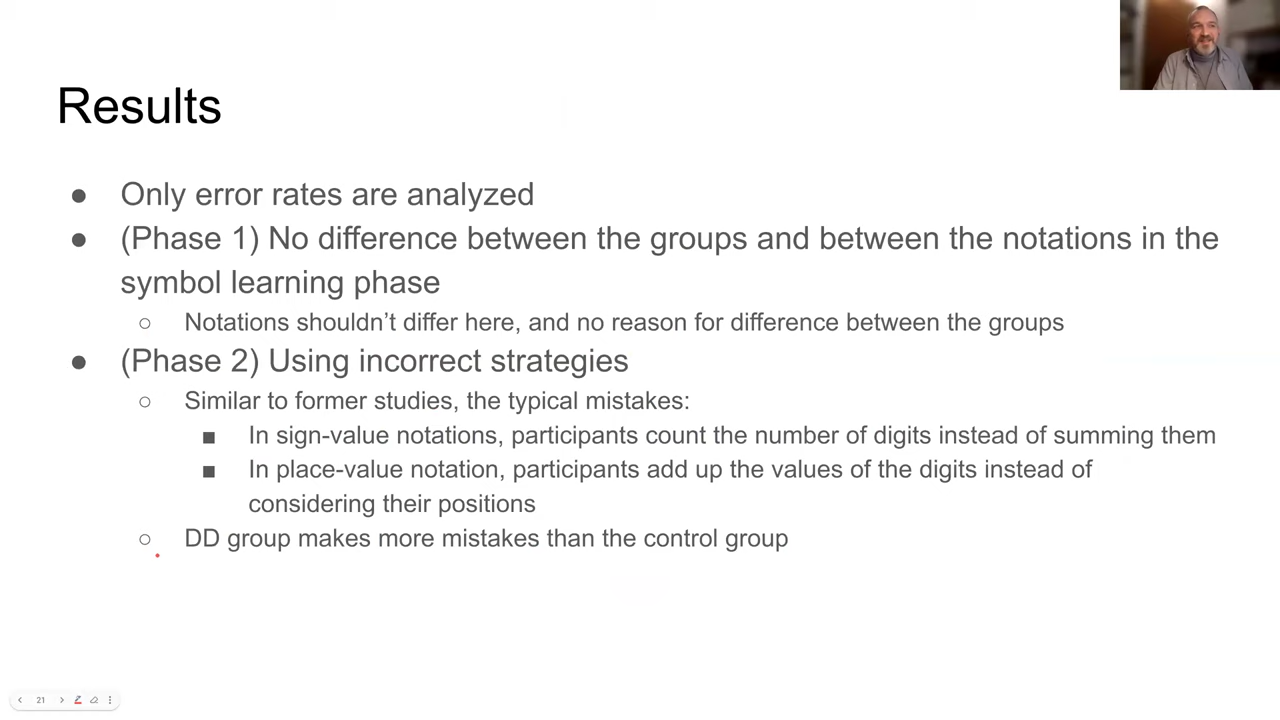 Results
● Only error rates are analyzed
● (Phase 1) No difference between the groups and between the notations in the
symbol learning phase
○ Notations shouldn’t differ here, and no reason for difference between the groups
● (Phase 2) Using incorrect strategies
○ Similar to former studies, the typical mistakes:
■ In sign-value notations, participants count the number of digits instead of summing them
■ In place-value notation, participants add up the values of the digits instead of
considering their positions
○ DD group makes more mistakes than the control group
21